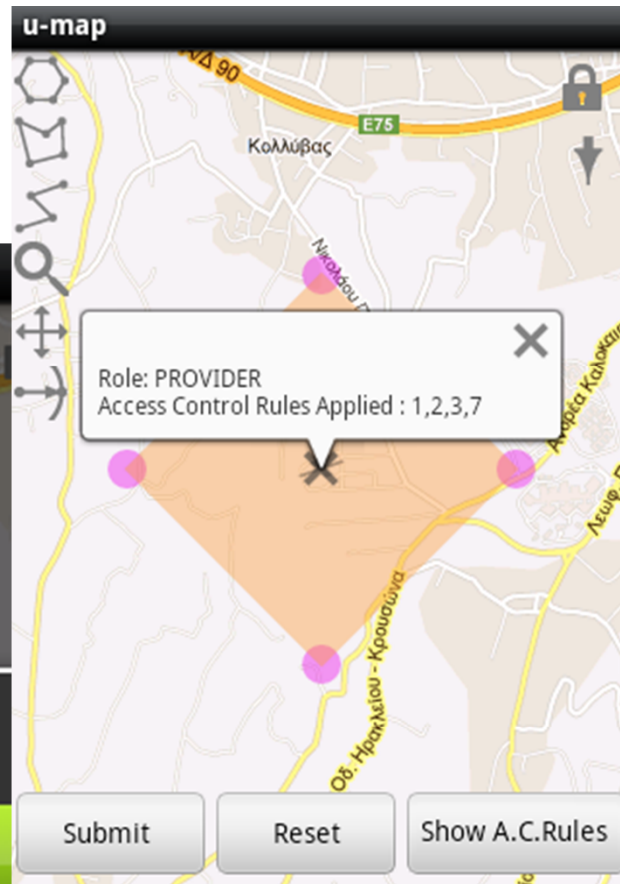 u-map
Α/Δ 90
E75
Κολλύβας
Νικολάου
Role: PROVIDER
Access Control Rules Applied : 1,2,3,7
Ανδρέα Καλοκαι
Λεωφ.
Οδ. Ηρακλείου - Κρουσώνα
Submit
Reset
Show A.C.Rules